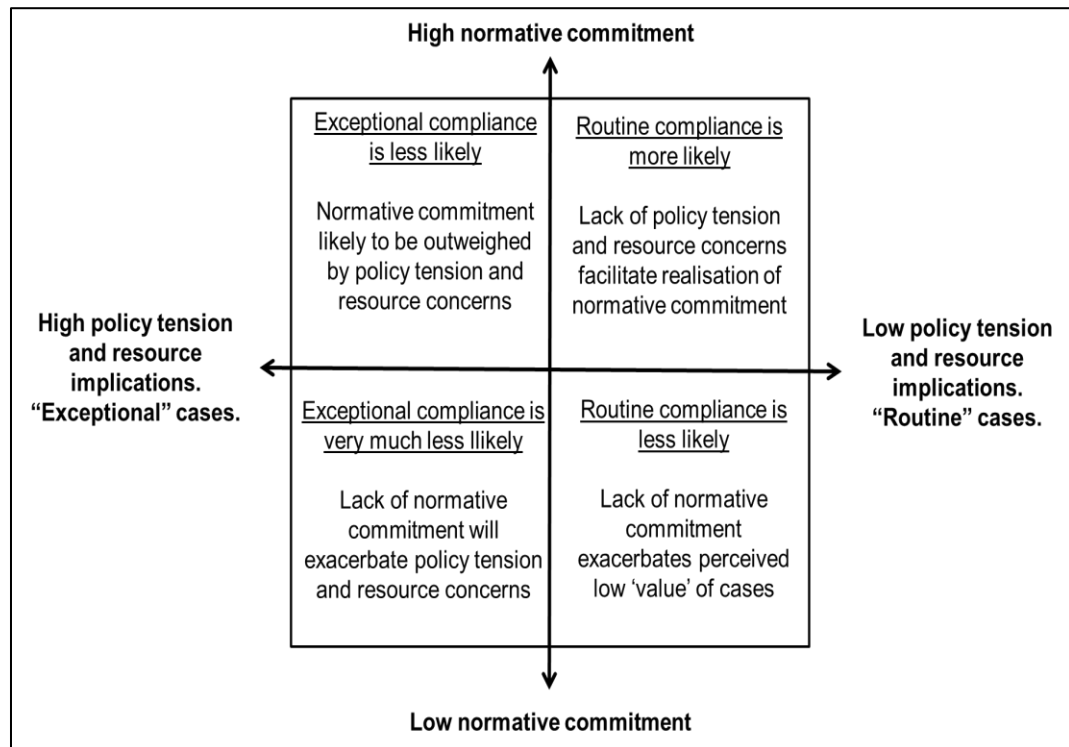 High normative commitment
Exceptional compliance
is less likely
Normative commitment
likely to be outweighed
by policy tension and
resource concerns
Routine compliance is
more likely
Lack of policy tension
and resource concerns
facilitate realisation of
normative commitment
High policy tension
and resource
implications.
“Exceptional” cases.
Low policy tension
and resource
implications.
“Routine” cases.
Exceptional compliance is
very much less Ilikely
Lack of normative
commitment will
exacerbate policy tension
and resource concerns
Routine compliance is
less likely
Lack of normative
commitment
exacerbates perceived
low ‘value’ of cases
Low normative commitment